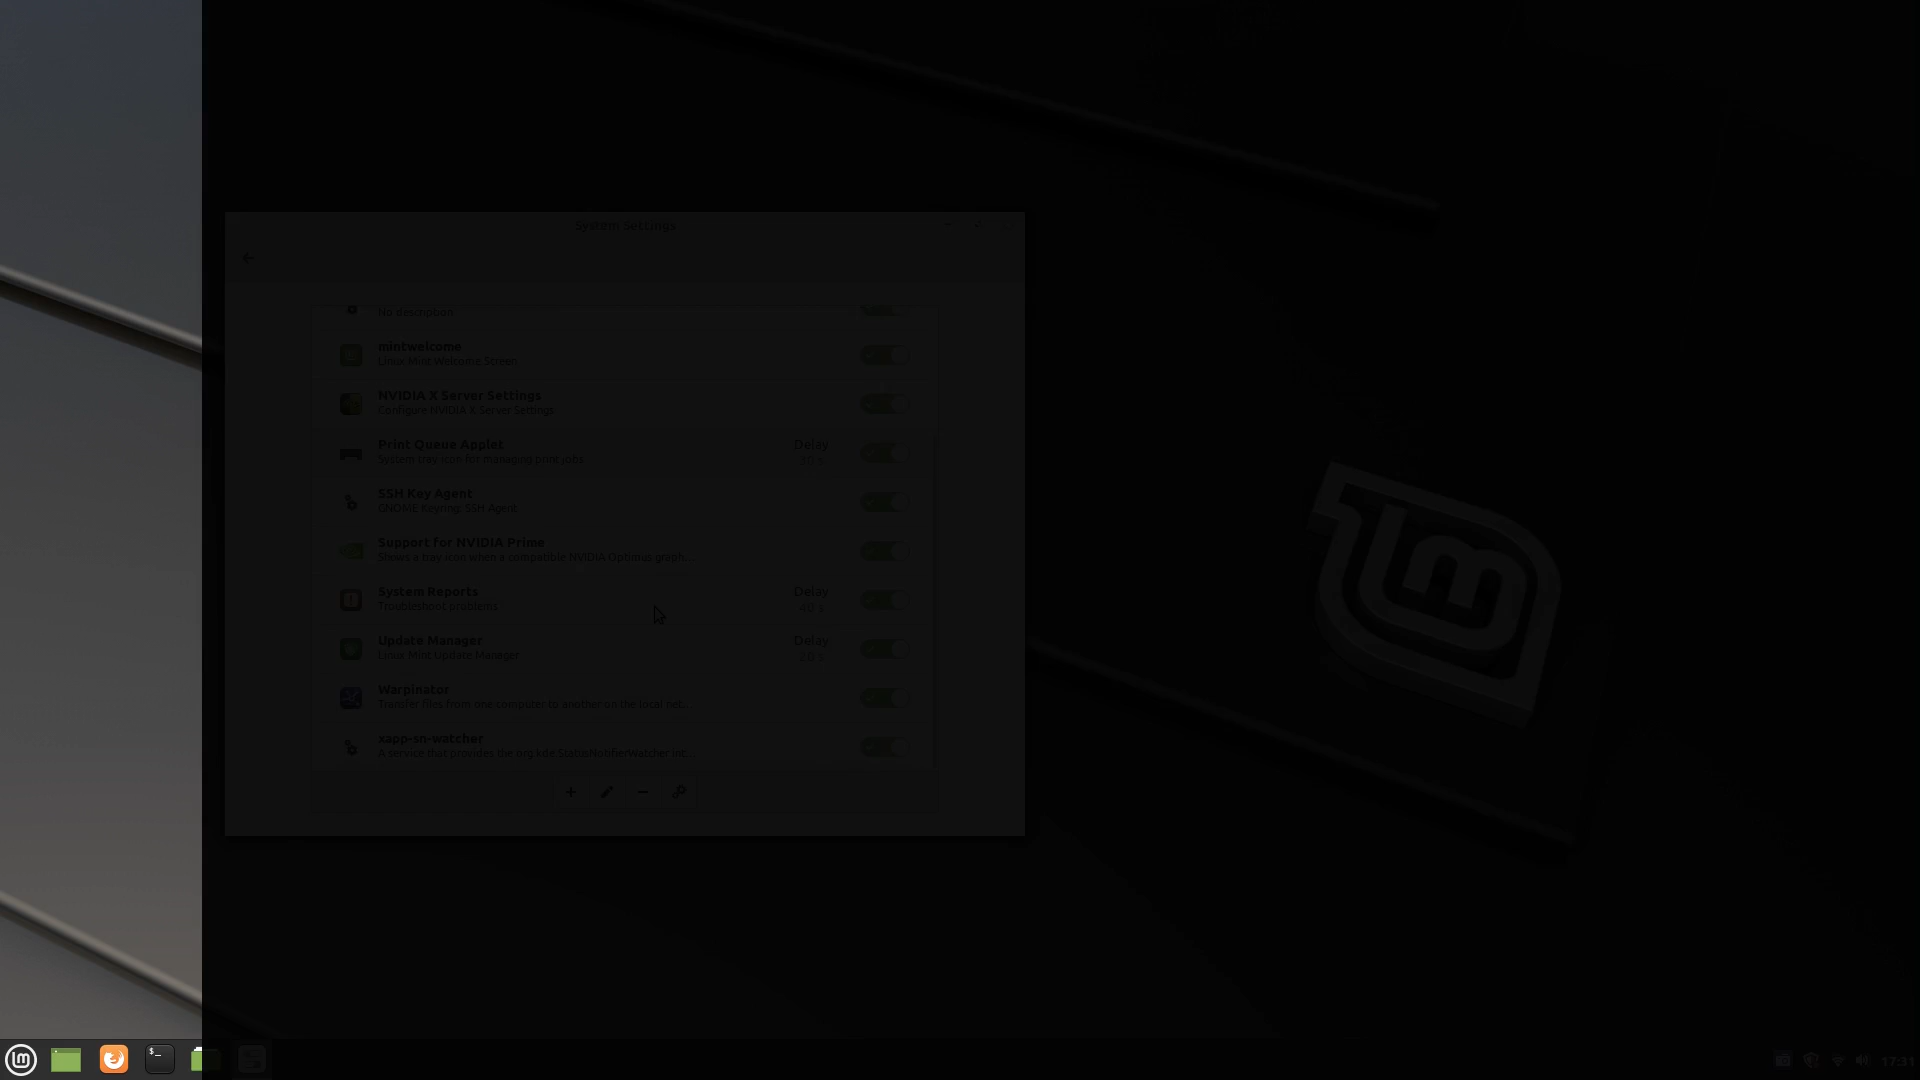 System Settings
No description
mintwelcome
Linux Mint Welcome Screen
NVIDIA X Server Settings
Configure NVIDIA X Server Settings
Print Queue Applet
System tray icon for managing print jobs
Delay
SSH Key Agent
GNOME Keyring: SSH Agent
Support for NVIDIA Prime
Shows a tray icon when a compatible NVIDIA Optimus graph...
System Reports
Troubleshoot problems
Delay
Update Manager
Linux Mint Update Manager
Delay
Warpinator
Transfer files from one computer to another on the local net...
xapp-sn-watcher
A service that provides the org.kde.StatusNotifierWatcher inc...
$_
lm
17:31